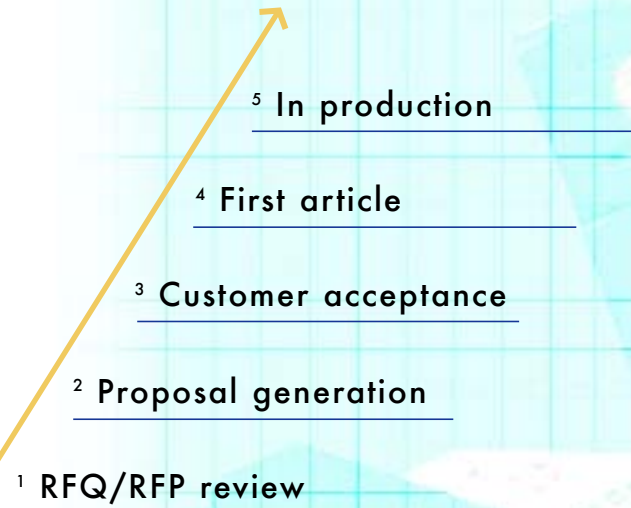 5 In production
4 First article
3 Customer acceptance
2 Proposal generation
1 RFQ/RFP review